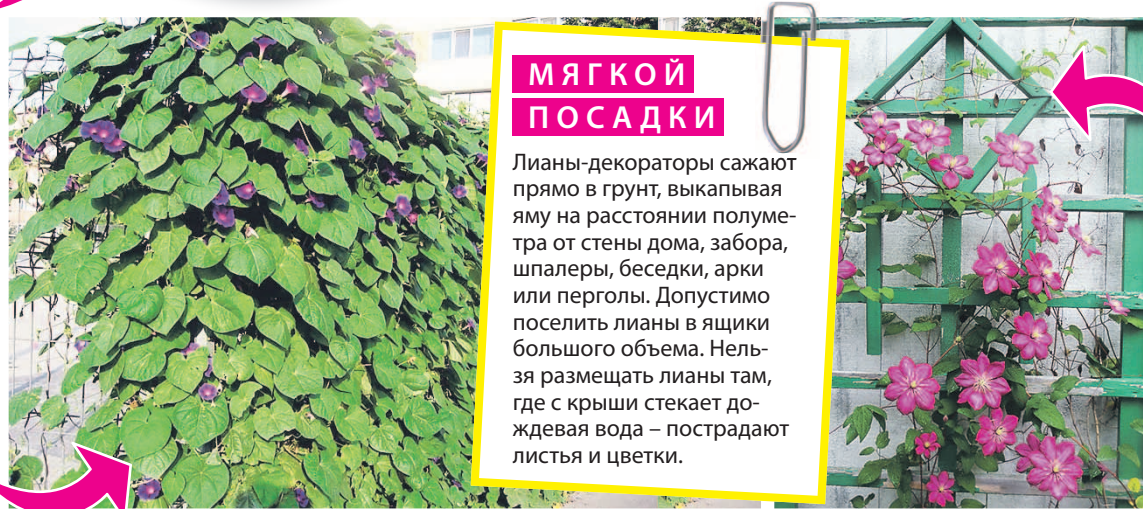 МЯГКОЙ
ПОСАДКИ
Лианы-декораторы сажают
прямо в грунт, выкапывая
яму на расстоянии полуме-
тра от стены дома, забора,
шпалеры, беседки, арки
или перголы. Допустимо
поселить лианы в ящики
большого объема. Нель-
зя размещать лианы там,
где с крыши стекает до-
ждевая вода – пострадают
листья и цветки.